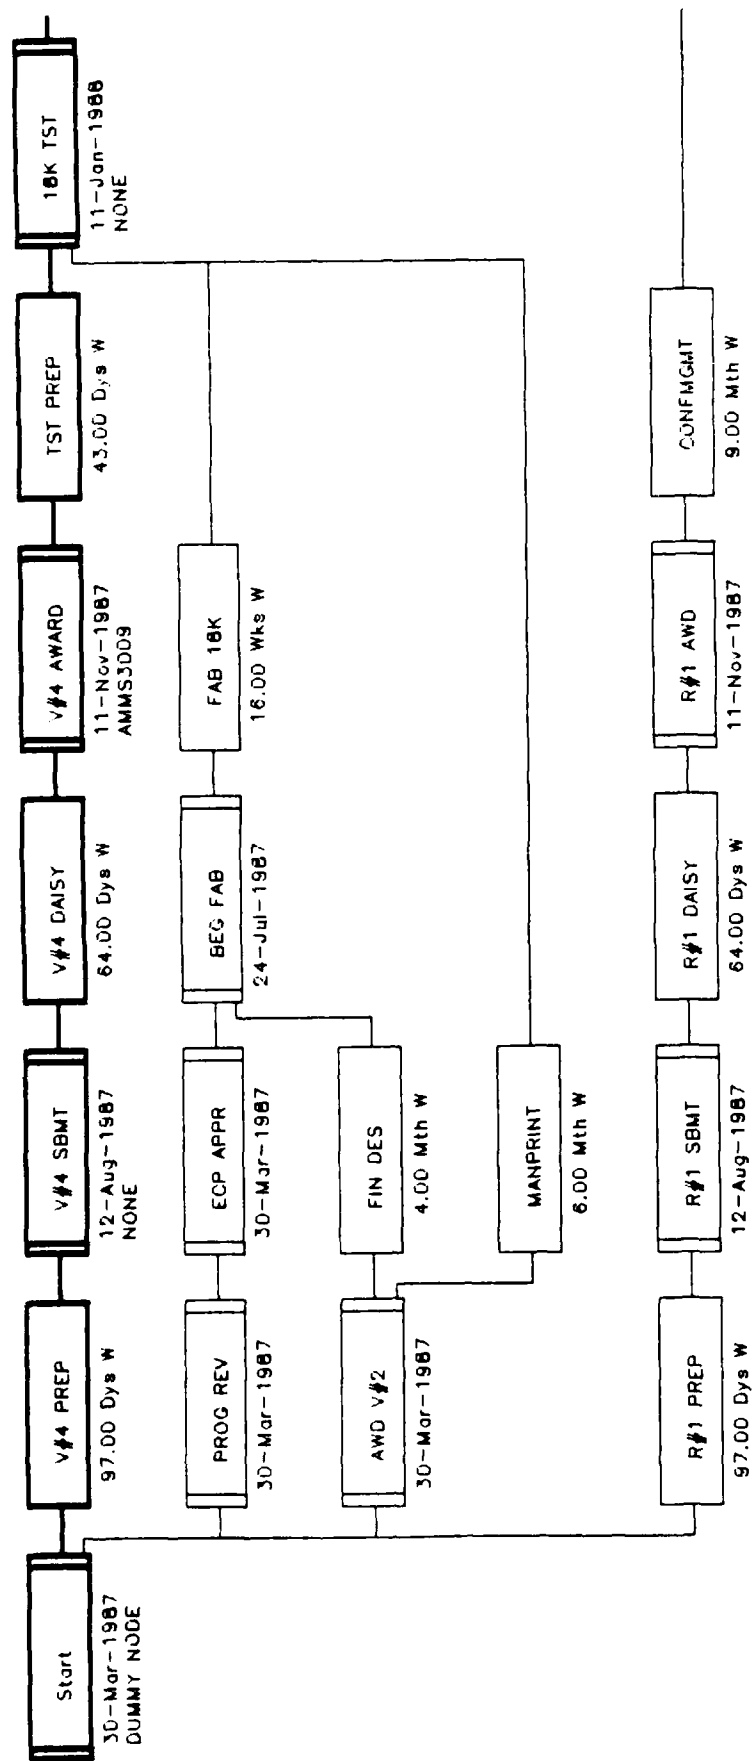 Start
30-Mar-1987
DUMMY NODE
V#4 PREP
97.00 Dys W
V#4 SBMT
12-Aug-1987
NONE
V#4 DAISY
64.00 Dys W
V#4 AWARD
11-Nov-1987
AMMS3009
TST PREP
43.00 Dys W
18K TST
11-Jan-1988
NONE
PROG REV
30-Mar-1987
ECP APPR
30-Mar-1987
BEG FAB
24-Jul-1987
FAB 18K
16.00 Wks W
AWD V#2
30-Mar-1987
FIN DES
4.00 Mth W
MANPRINT
6.00 Mth W
R#1 PREP
97.00 Dys W
R#1 SBMT
12-Aug-1987
R#1 DAISY
64.00 Dys W
R#1 AWD
11-Nov-1987
CONFMGMT
9.00 Mth W